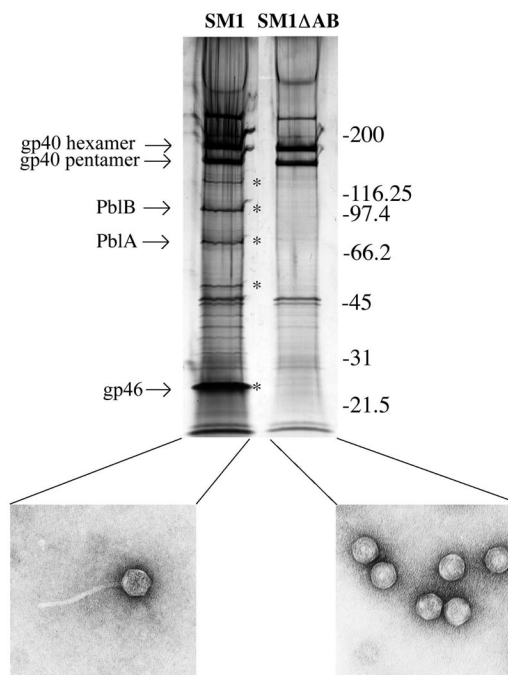 SM1 SM1ΔAB
gp40 hexamer
gp40 pentamer
PblB
PblA
gp46
*
*
*
*
*
-200
-116.25
-97.4
-66.2
-45
-31
-21.5